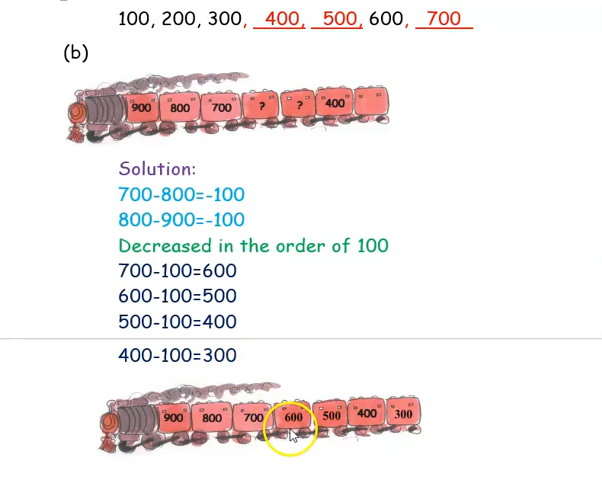 100, 200, 300, 400, 500, 600, 700
(b)
900 800 700 ? ? 400
Solution:
700-800=-100
800-900=-100
Decreased in the order of 100
700-100=600
600-100=500
500-100=400
400-100=300
900 800 700 600 500 400 300